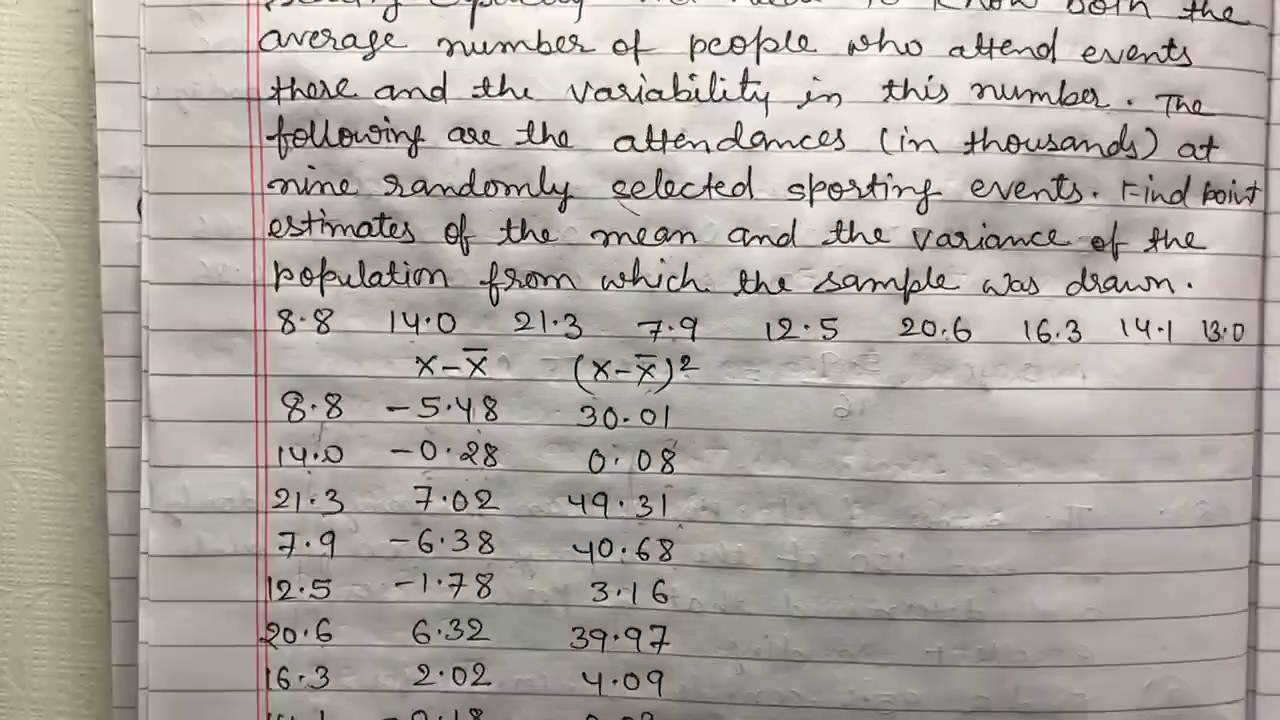 know both the
average number of people who attend events
there and the variability in this number. The
following are the attendances (in thousands) at
nine randomly selected sporting events. Find point
estimates of the mean and the variance of the
population from which the sample was drawn.
8.8 14.0 21.3 7.9 12.5 20.6 16.3 14.1 13.0
x-x̄ (x-x̄)²
8.8 -5.48 30.01
14.0 -0.28 0.08
21.3 7.02 49.31
7.9 -6.38 40.68
12.5 -1.78 3.16
20.6 6.32 39.97
16.3 2.02 4.09